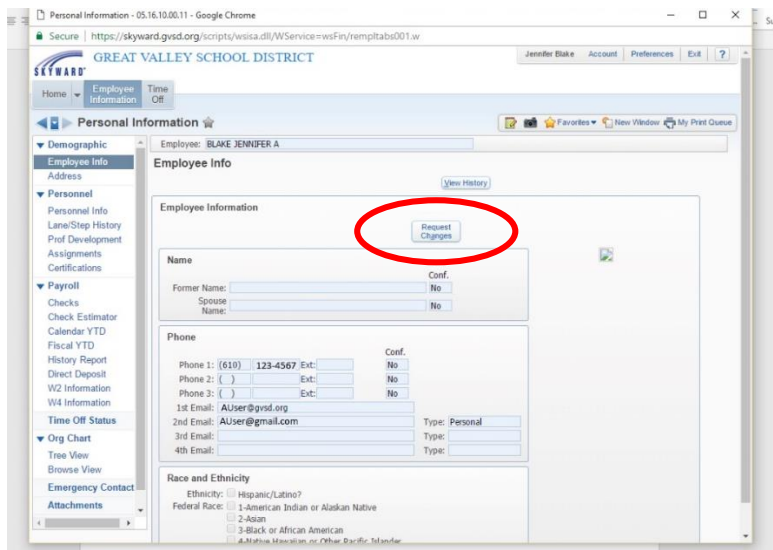 Personal Information - 05.16.10.00.11 - Google Chrome
Secure | https://skyward.gvsd.org/scripts/wsisa.dll/WService=wsFin/rempltabs001.w
SKYWARD
GREAT VALLEY SCHOOL DISTRICT
Jennifer Blake Account Preferences Exit ?
Home Employee Information Time Off
Personal Information
Favorites New Window My Print Queue
Demographic
Employee Info
Address
Personnel
Personnel Info
Lane/Step History
Prof Development
Assignments
Certifications
Payroll
Checks
Check Estimator
Calendar YTD
Fiscal YTD
History Report
Direct Deposit
W2 Information
W4 Information
Time Off Status
Org Chart
Tree View
Browse View
Emergency Contact
Attachments
Employee: BLAKE JENNIFER A
Employee Info
View History
Employee Information
Request
Changes
Name
Conf.
Former Name: No
Spouse
Name: No
Phone
Conf.
Phone 1: (610) 123-4567 Ext: No
Phone 2: ( ) Ext: No
Phone 3: ( ) Ext: No
1st Email: AUser@gvsd.org
2nd Email: AUser@gmail.com Type: Personal
3rd Email: Type:
4th Email: Type:
Race and Ethnicity
Ethnicity: Hispanic/Latino?
Federal Race: 1-American Indian or Alaskan Native
2-Asian
3-Black or African American
4-Native Hawaiian or Other Pacific Islander